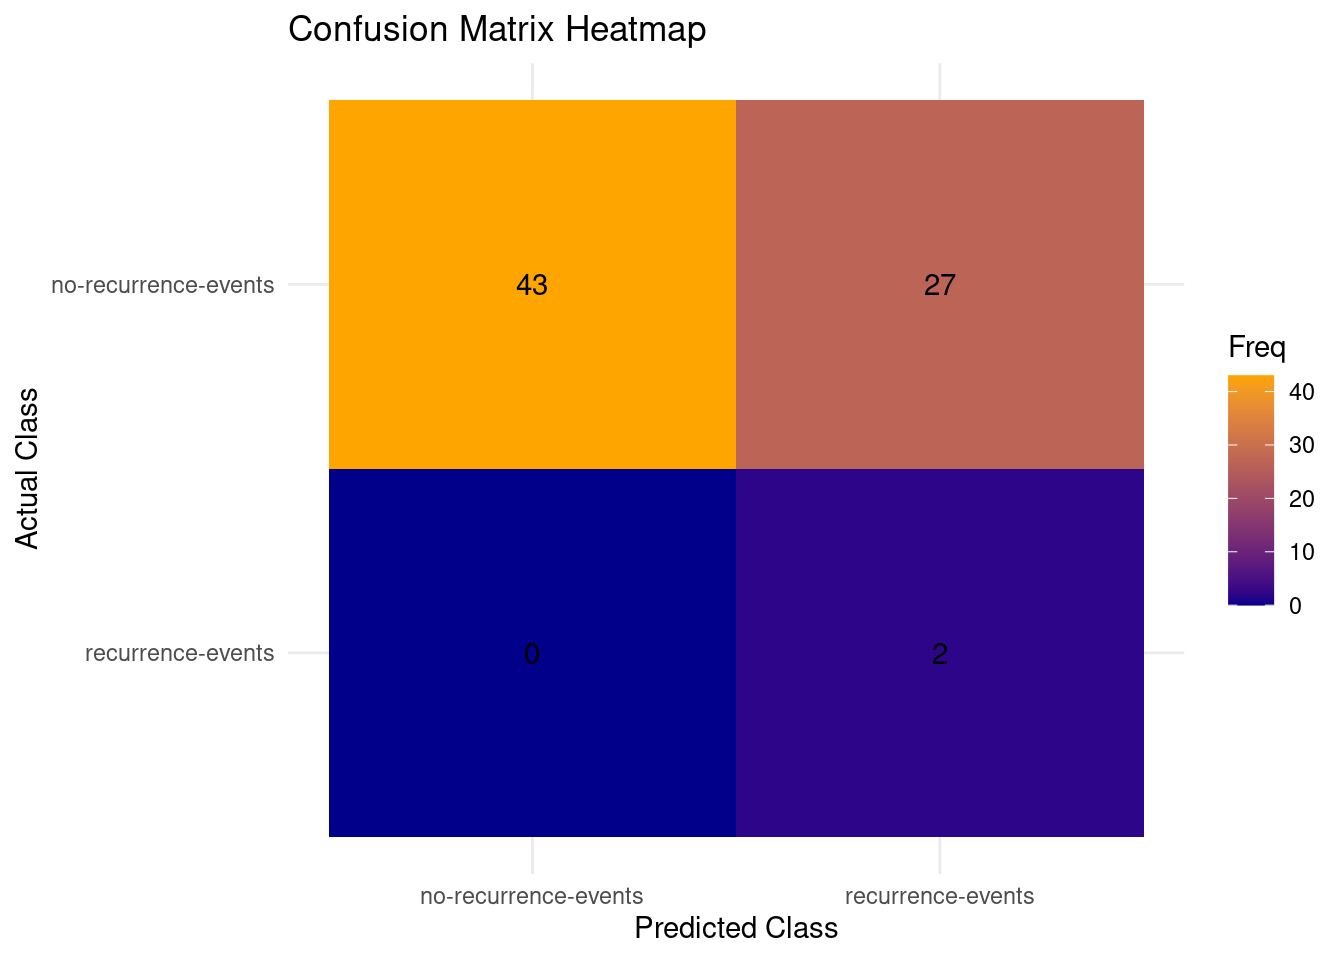 Confusion Matrix Heatmap
Actual Class
no-recurrence-events
recurrence-events
43
27
0
2
no-recurrence-events
recurrence-events
Predicted Class
Freq
40
30
20
10
0